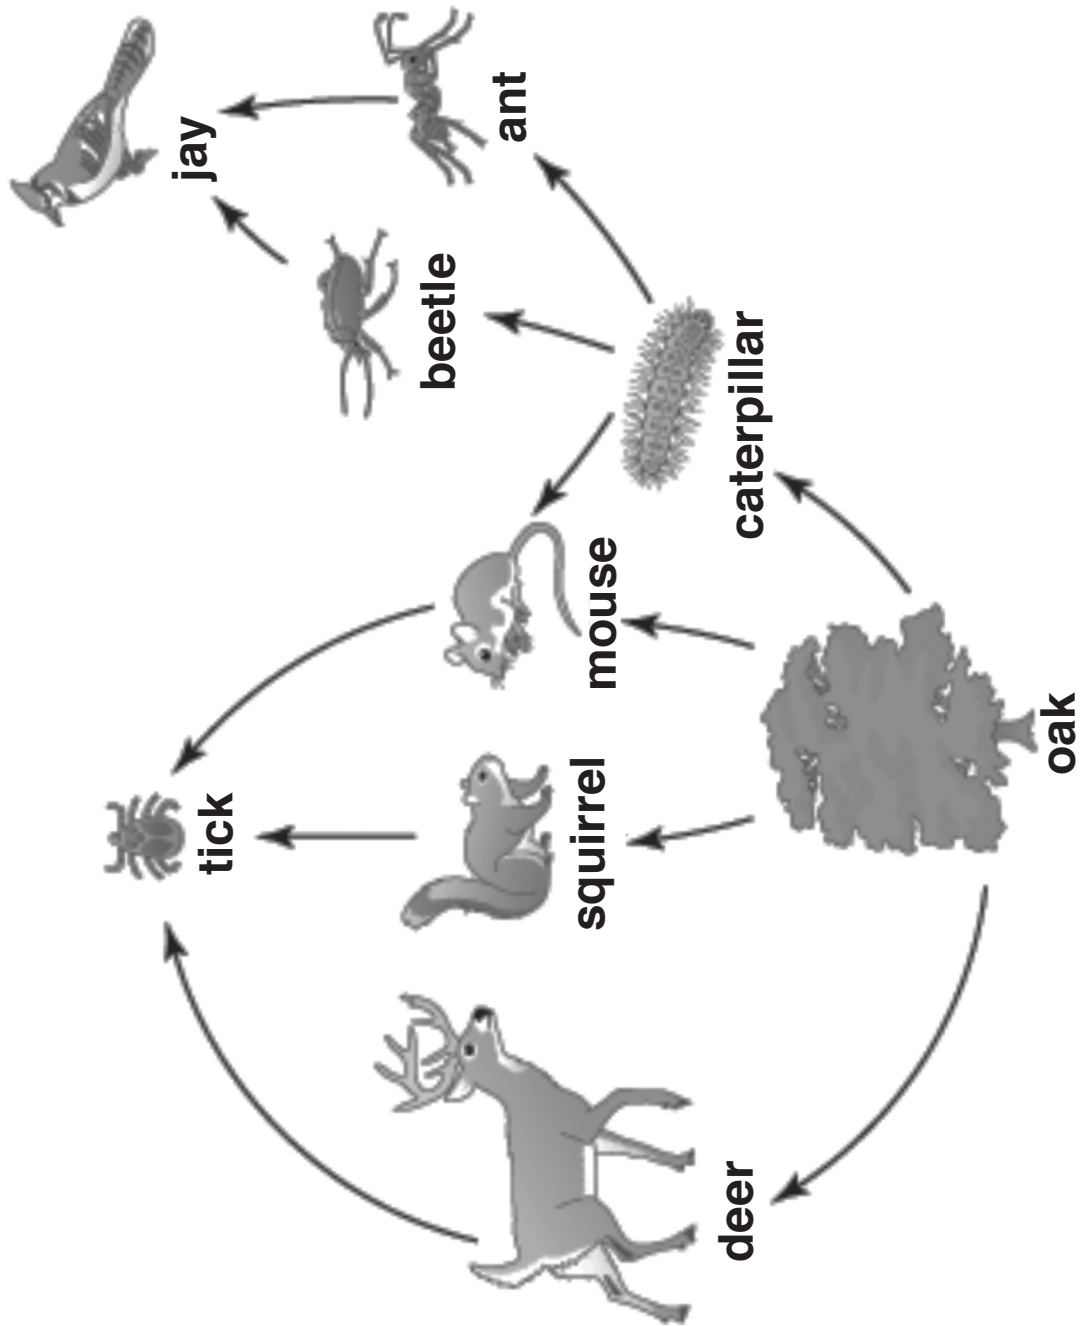 tick
jay
beetle
ant
squirrel
mouse
deer
caterpillar
oak